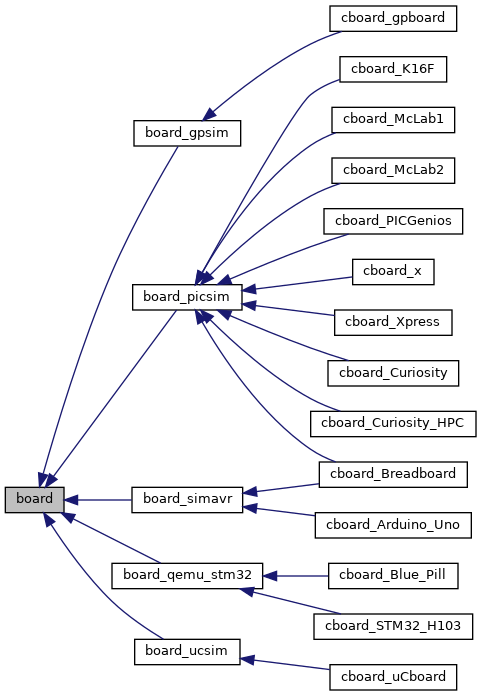 cboard_gpboard
cboard_K16F
cboard_McLab1
board_gpsim
cboard_McLab2
cboard_PICGenios
cboard_x
board_picsim
cboard_Xpress
cboard_Curiosity
cboard_Curiosity_HPC
cboard_Breadboard
board
board_simavr
cboard_Arduino_Uno
board_qemu_stm32
cboard_Blue_Pill
cboard_STM32_H103
board_ucsim
cboard_uCboard